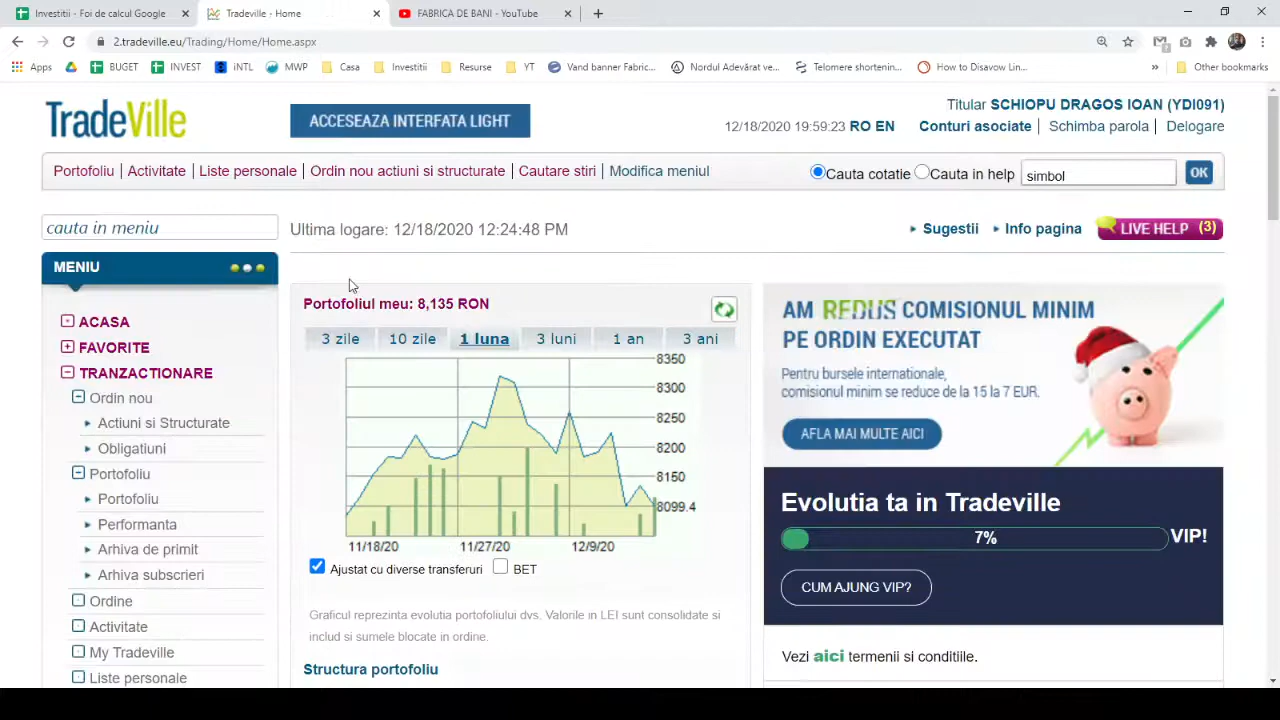 Investitii - Foi de calcul Google
Tradeville - Home
FABRICA DE BANI - YouTube
2.tradeville.eu/Trading/Home/Home.aspx
Apps
BUGET
INVEST
INTL
MWP
Casa
Investitii
Resurse
YT
Vand banner Fabric...
Nordul Adevărat ve...
Telomere shortenin...
How to Disavow Lin...
»
Other bookmarks
TradeVille
ACCESEAZA INTERFATA LIGHT
Titular SCHIOPU DRAGOS IOAN (YDI091)
12/18/2020 19:59:23 RO EN
Conturi asociate | Schimba parola | Delogare
Portofoliu | Activitate | Liste personale | Ordin nou actiuni si structurate | Cautare stiri | Modifica meniul
Cauta cotatie Cauta in help simbol OK
cauta in meniu
Ultima logare: 12/18/2020 12:24:48 PM
Sugestii
Info pagina
LIVE HELP (3)
MENIU
ACASA
FAVORITE
TRANZACTIONARE
Ordin nou
Actiuni si Structurate
Obligatiuni
Portofoliu
Portofoliu
Performanta
Arhiva de primit
Arhiva subscrieri
Ordine
Activitate
My Tradeville
Liste personale
Portofoliul meu: 8,135 RON
3 zile 10 zile 1 luna 3 luni 1 an 3 ani
8350
8300
8250
8200
8150
8099.4
11/18/20 11/27/20 12/9/20
Ajustat cu diverse transferuri BET
Graficul reprezinta evolutia portofoliului dvs. Valorile in LEI sunt consolidate si
includ si sumele blocate in ordine.
Structura portofoliu
AM REDUS COMISIONUL MINIM
PE ORDIN EXECUTAT
Pentru bursele internationale,
comisionul minim se reduce de la 15 la 7 EUR.
AFLA MAI MULTE AICI
Evolutia ta in Tradeville
7% VIP!
CUM AJUNG VIP?
Vezi aici termenii si conditiile.